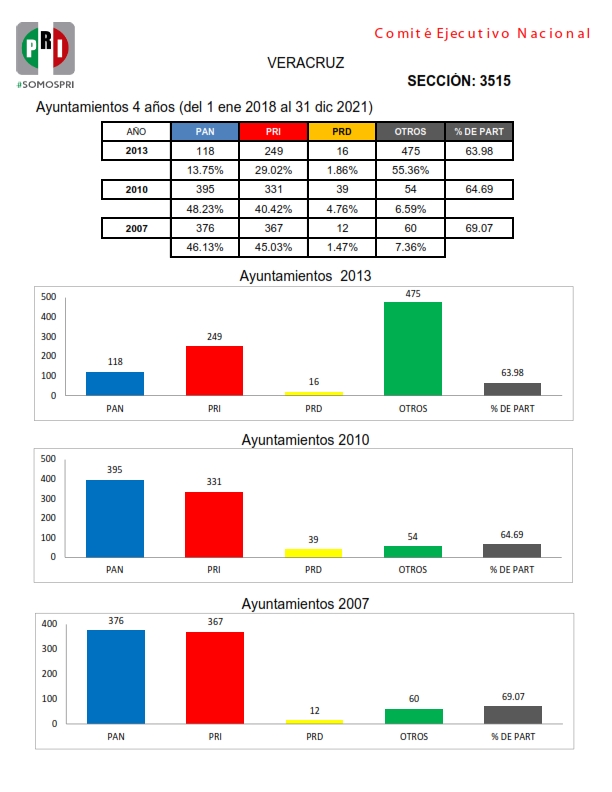 Comité Ejecutivo Nacional
PRI
#SOMOSPRI
VERACRUZ
SECCIÓN: 3515
Ayuntamientos 4 años (del 1 ene 2018 al 31 dic 2021)
AÑO PAN PRI PRD OTROS % DE PART
2013 118 249 16 475 63.98
13.75% 29.02% 1.86% 55.36%
2010 395 331 39 54 64.69
48.23% 40.42% 4.76% 6.59%
2007 376 367 12 60 69.07
46.13% 45.03% 1.47% 7.36%
Ayuntamientos 2013
500
400
300
200
100
0
118 249 16 475 63.98
PAN PRI PRD OTROS % DE PART
Ayuntamientos 2010
500
400
300
200
100
0
395 331 39 54 64.69
PAN PRI PRD OTROS % DE PART
Ayuntamientos 2007
400
300
200
100
0
376 367 12 60 69.07
PAN PRI PRD OTROS % DE PART